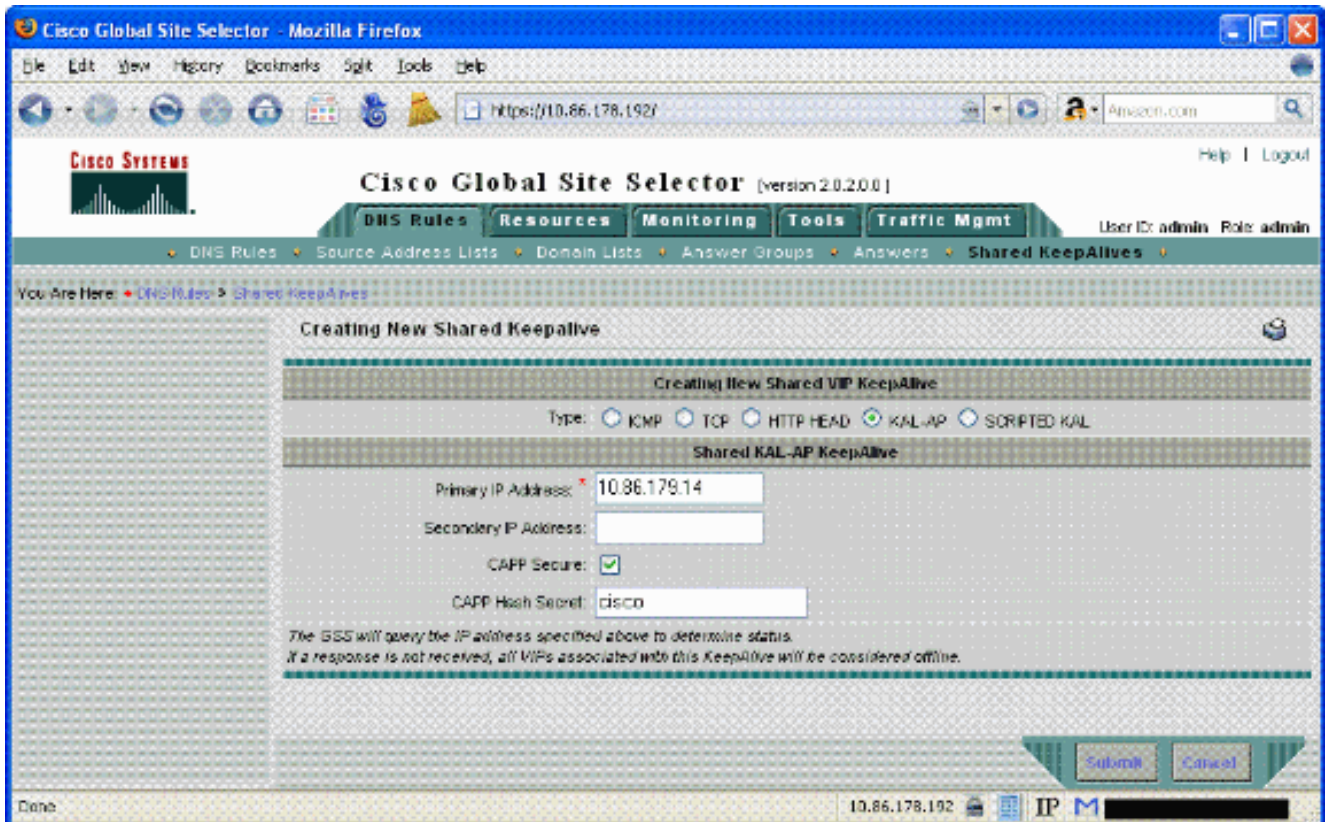 Cisco Global Site Selector - Mozilla Firefox
File Edit View History Bookmarks Split Tools Help
https://10.86.178.192/
Amazon.com
Help | Logout
CISCO SYSTEMS
Cisco Global Site Selector [version 2.0.2.0.0]
DNS Rules Resources Monitoring Tools Traffic Mgmt
User ID: admin Role: admin
DNS Rules Source Address Lists Domain Lists Answer Groups Answers Shared KeepAlives
You Are Here: DNS Rules > Shared KeepAlives
Creating New Shared Keepalive
Creating New Shared VIP KeepAlive
Type: ICMP TCP HTTP HEAD KAL-AP SCRIPTED KAL
Shared KAL-AP KeepAlive
Primary IP Address: * 10.86.179.14
Secondary IP Address:
CAPP Secure:
CAPP Hash Secret: cisco
The GSS will query the IP address specified above to determine status.
If a response is not received, all VIPs associated with this KeepAlive will be considered offline.
Submit Cancel
Done 10.86.178.192 IP M